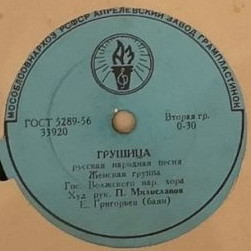 МОСОБЛСОВНАРХОЗ РСФСР АПРЕЛЕВСКИЙ ЗАВОД ГРАМПЛАСТИНОК
ГОСТ 5289-56
33920
Вторая гр.
0-30
ГРУШИЦА
русская народная песня
Женская группа
Гос. Волжского нар. хора
Худ. рук. П. Милославов
Е. Григорьев (баян)